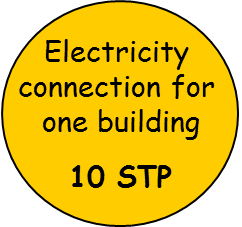 Electricity
connection for
one building
10 STP